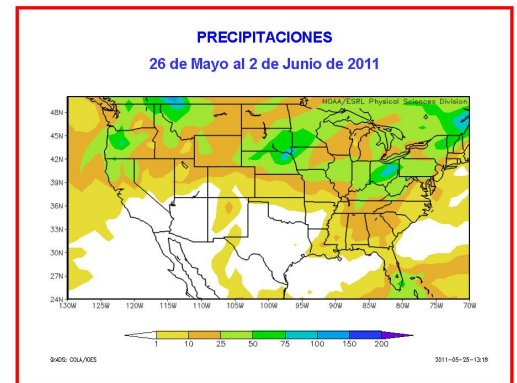 PRECIPITACIONES
26 de Mayo al 2 de Junio de 2011
NOAA/ESRL Physical Sciences Division
48N
45N
42N
39N
36N
33N
30N
27N
24N
130W 125W 120W 115W 110W 105W 100W 95W 90W 85W 80W 75W 70W
1 10 25 50 75 100 150 200
GrADS: COLA/IGES 2011-05-25-13:18